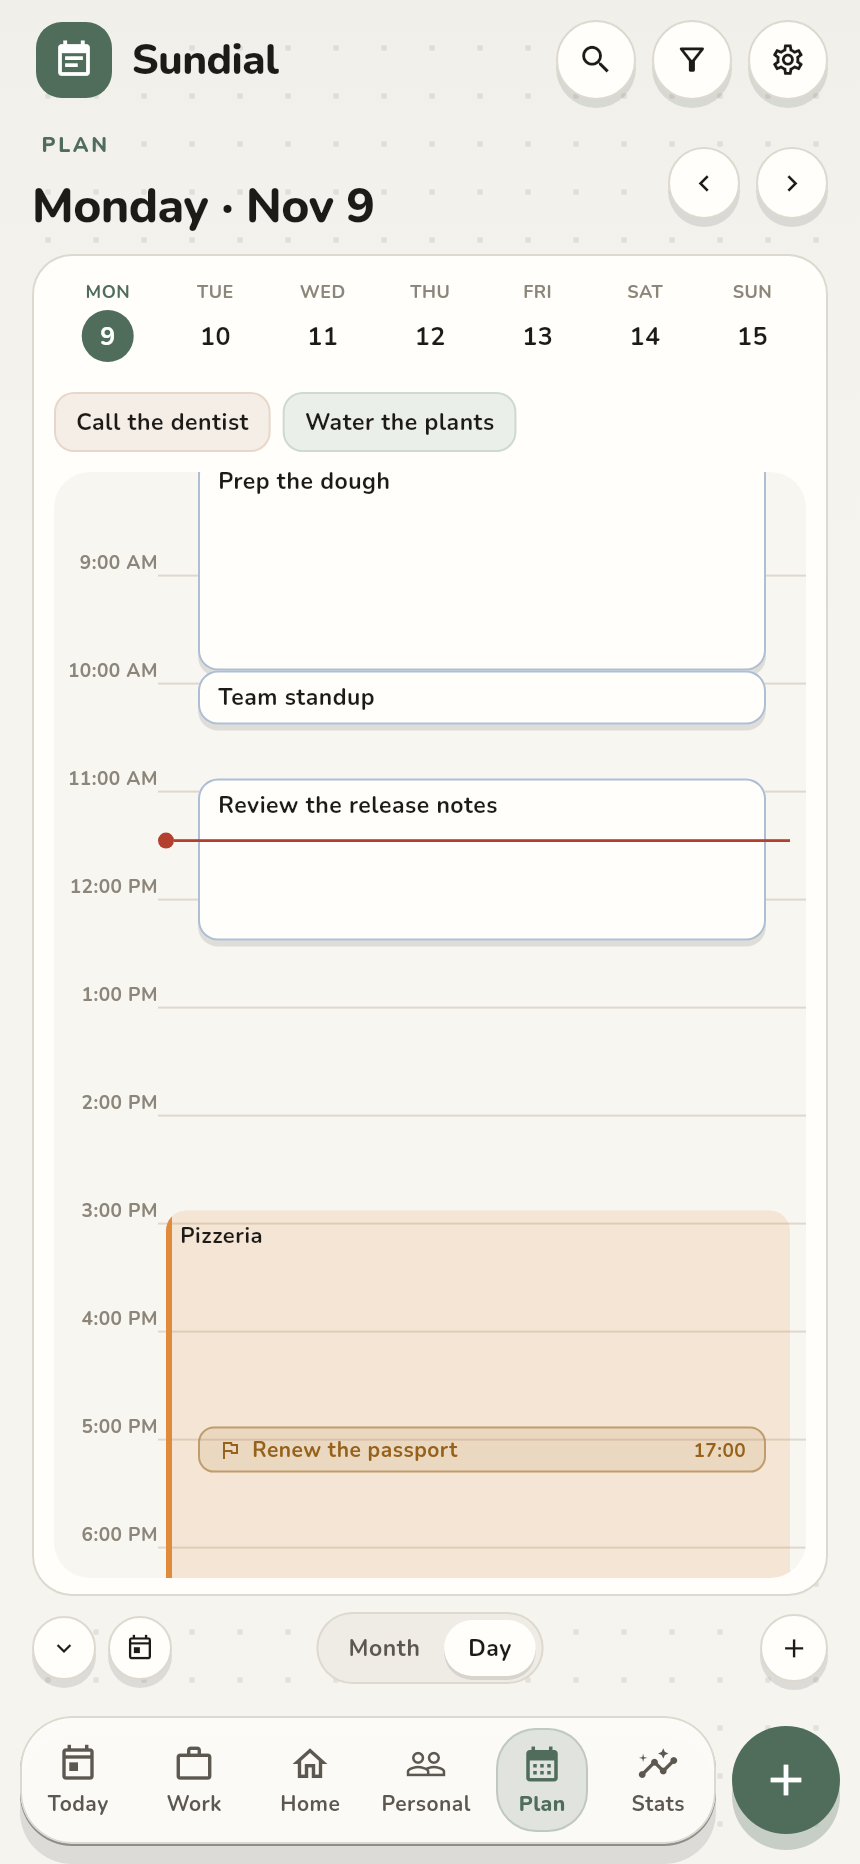 Sundial
PLAN
Monday · Nov 9
MON TUE WED THU FRI SAT SUN
9 10 11 12 13 14 15
Call the dentist Water the plants
Prep the dough
9:00 AM
10:00 AM
Team standup
11:00 AM
Review the release notes
12:00 PM
1:00 PM
2:00 PM
3:00 PM
Pizzeria
4:00 PM
5:00 PM
Renew the passport 17:00
6:00 PM
Month Day
Today Work Home Personal Plan Stats